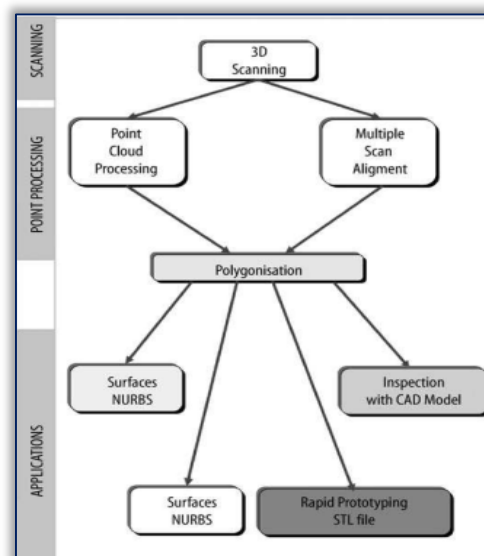 SCANNING
3D
Scanning
POINT PROCESSING
Point
Cloud
Processing
Multiple
Scan
Aligment
Polygonisation
APPLICATIONS
Surfaces
NURBS
Inspection
with CAD Model
Surfaces
NURBS
Rapid Prototyping
STL file